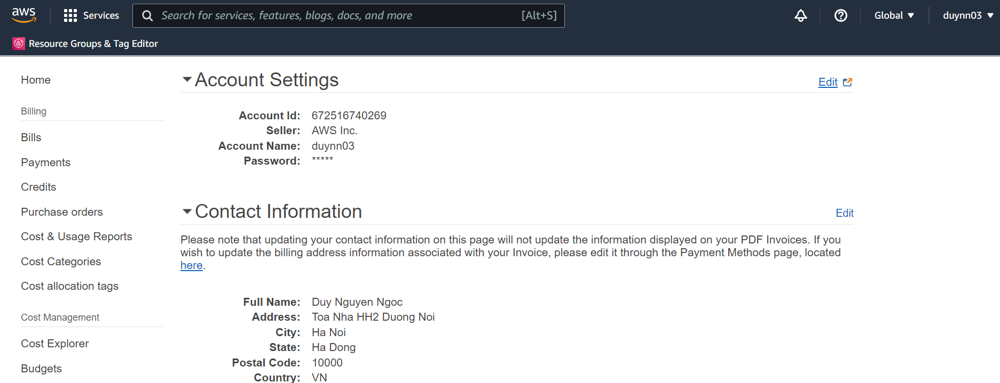 aws
Services
Search for services, features, blogs, docs, and more
[Alt+S]
Global
duynn03
Resource Groups & Tag Editor
Home
Billing
Bills
Payments
Credits
Purchase orders
Cost & Usage Reports
Cost Categories
Cost allocation tags
Cost Management
Cost Explorer
Budgets
Account Settings
Edit
Account Id: 672516740269
Seller: AWS Inc.
Account Name: duynn03
Password: *****
Contact Information
Edit
Please note that updating your contact information on this page will not update the information displayed on your PDF Invoices. If you
wish to update the billing address information associated with your Invoice, please edit it through the Payment Methods page, located
here.
Full Name: Duy Nguyen Ngoc
Address: Toa Nha HH2 Duong Noi
City: Ha Noi
State: Ha Dong
Postal Code: 10000
Country: VN